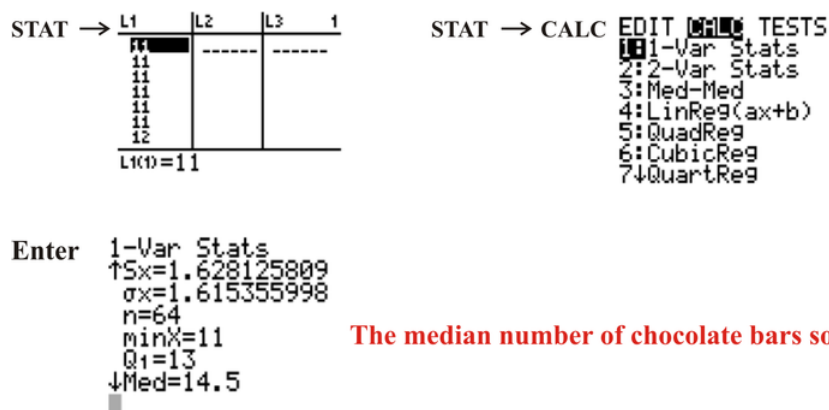 STAT → L1 L2 L3 1
11 ------ ------
11
11
11
11
11
12
L1(1)=11
STAT → CALC EDIT CALC TESTS
1:1-Var Stats
2:2-Var Stats
3:Med-Med
4:LinReg(ax+b)
5:QuadReg
6:CubicReg
7↓QuartReg
Enter 1-Var Stats
↑Sx=1.628125809
σx=1.615355998
n=64
minX=11
Q1=13
↓Med=14.5
The median number of chocolate bars so